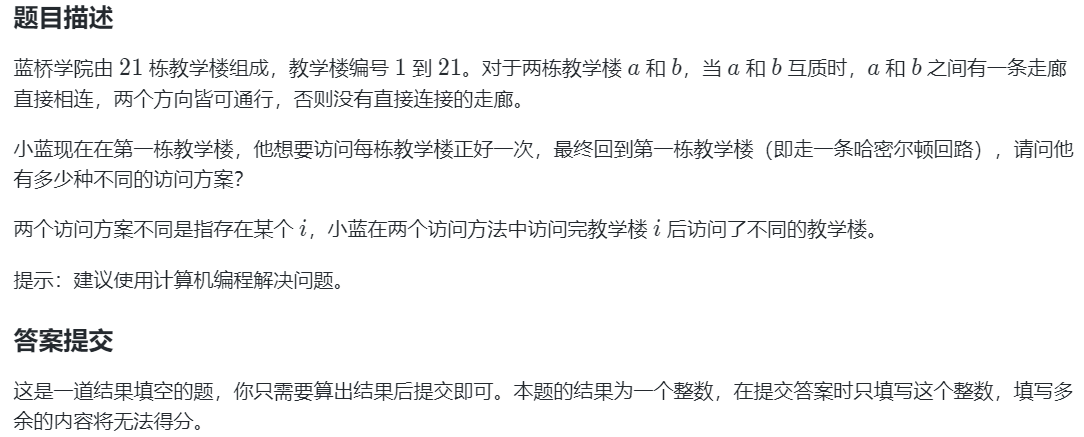 题目描述
蓝桥学院由 21 栋教学楼组成，教学楼编号 1 到 21。对于两栋教学楼 a 和 b，当 a 和 b 互质时，a 和 b 之间有一条走廊
直接相连，两个方向皆可通行，否则没有直接连接的走廊。
小蓝现在在第一栋教学楼，他想要访问每栋教学楼正好一次，最终回到第一栋教学楼（即走一条哈密尔顿回路），请问他
有多少种不同的访问方案？
两个访问方案不同是指存在某个 i，小蓝在两个访问方法中访问完教学楼 i 后访问了不同的教学楼。
提示：建议使用计算机编程解决问题。
答案提交
这是一道结果填空的题，你只需要算出结果后提交即可。本题的结果为一个整数，在提交答案时只填写这个整数，填写多
余的内容将无法得分。